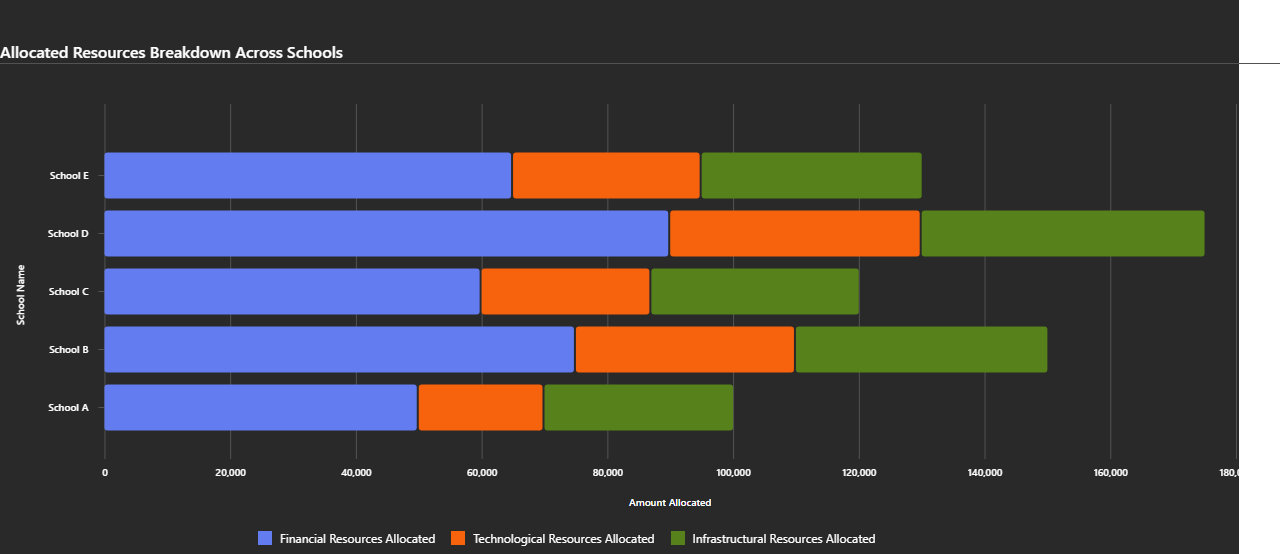 Allocated Resources Breakdown Across Schools
School Name
School E
School D
School C
School B
School A
0 20,000 40,000 60,000 80,000 100,000 120,000 140,000 160,000 180,0
Amount Allocated
Financial Resources Allocated Technological Resources Allocated Infrastructural Resources Allocated